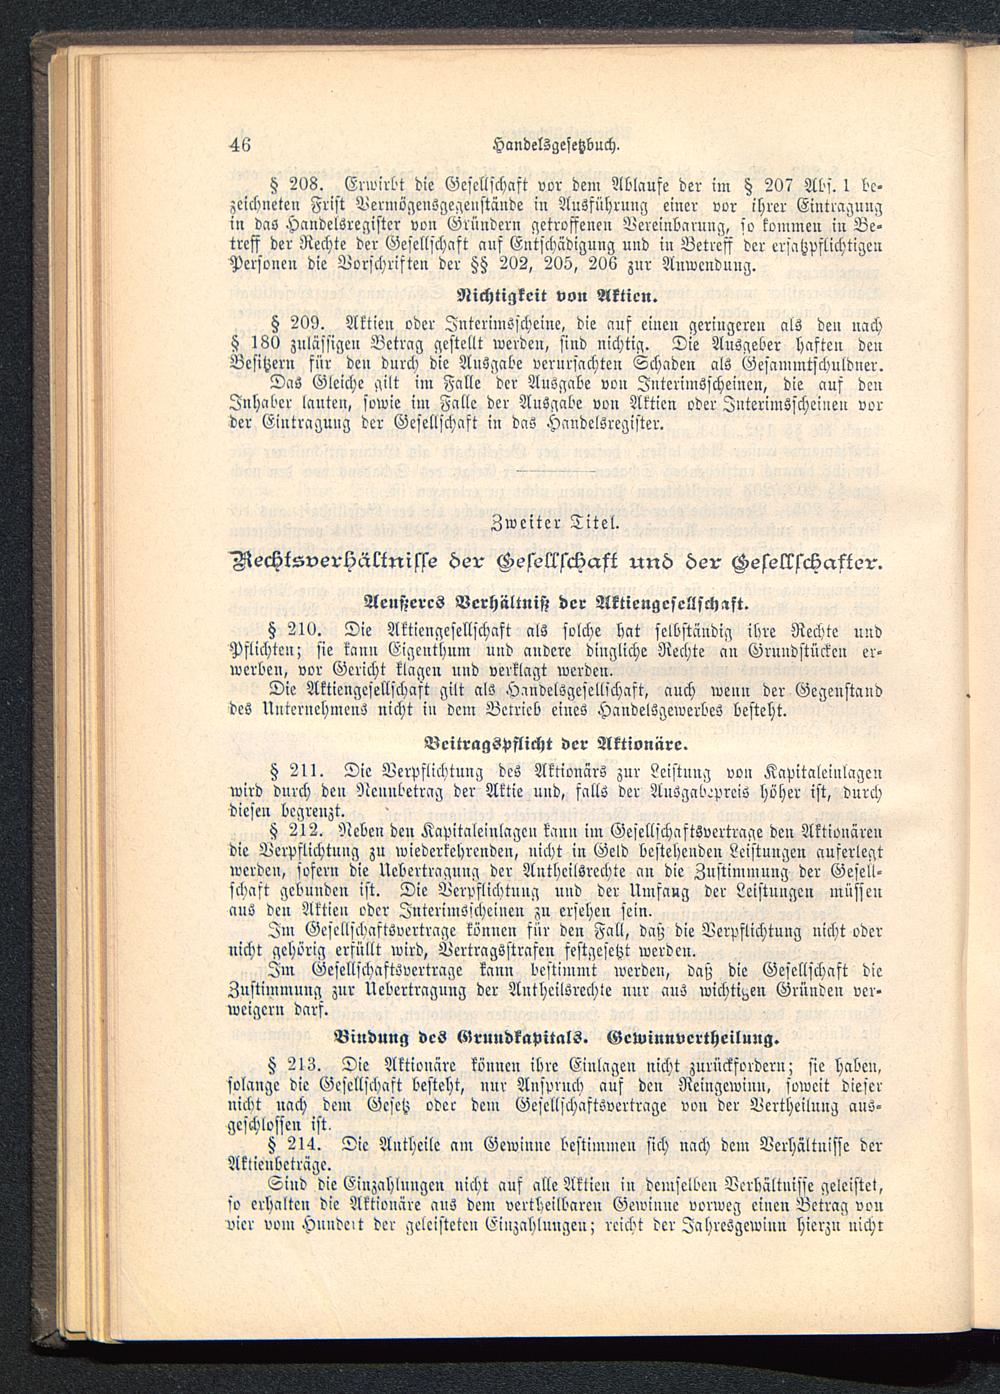 46
Handelsgesetzbuch.
§ 208. Erwirbt die Gesellschaft vor dem Ablaufe der im § 207 Abs. 1 be-
zeichneten Frist Vermögensgegenstände in Ausführung einer vor ihrer Eintragung
in das Handelsregister von Gründern getroffenen Vereinbarung, so kommen in Be-
treff der Rechte der Gesellschaft auf Entschädigung und in Betreff der ersatzpflichtigen
Personen die Vorschriften der §§ 202, 205, 206 zur Anwendung.
Nichtigkeit von Aktien.
§ 209. Aktien oder Interimsscheine, die auf einen geringeren als den nach
§ 180 zulässigen Betrag gestellt werden, sind nichtig. Die Ausgeber haften den
Besitzern für den durch die Ausgabe verursachten Schaden als Gesammtschuldner.
Das Gleiche gilt im Falle der Ausgabe von Interimsscheinen, die auf den
Inhaber lauten, sowie im Falle der Ausgabe von Aktien oder Interimsscheinen vor
der Eintragung der Gesellschaft in das Handelsregister.
Zweiter Titel.
Rechtsverhältnisse der Gesellschaft und der Gesellschafter.
Aeußeres Verhältniß der Aktiengesellschaft.
§ 210. Die Aktiengesellschaft als solche hat selbständig ihre Rechte und
Pflichten; sie kann Eigenthum und andere dingliche Rechte an Grundstücken er-
werben, vor Gericht klagen und verklagt werden.
Die Aktiengesellschaft gilt als Handelsgesellschaft, auch wenn der Gegenstand
des Unternehmens nicht in dem Betrieb eines Handelsgewerbes besteht.
Beitragspflicht der Aktionäre.
§ 211. Die Verpflichtung des Aktionärs zur Leistung von Kapitaleinlagen
wird durch den Nennbetrag der Aktie und, falls der Ausgabepreis höher ist, durch
diesen begrenzt.
§ 212. Neben den Kapitaleinlagen kann im Gesellschaftsvertrage den Aktionären
die Verpflichtung zu wiederkehrenden, nicht in Geld bestehenden Leistungen auferlegt
werden, sofern die Uebertragung der Antheilsrechte an die Zustimmung der Gesell-
schaft gebunden ist. Die Verpflichtung und der Umfang der Leistungen müssen
aus den Aktien oder Interimsscheinen zu ersehen sein.
Im Gesellschaftsvertrage können für den Fall, daß die Verpflichtung nicht oder
nicht gehörig erfüllt wird, Vertragsstrafen festgesetzt werden.
Im Gesellschaftsvertrage kann bestimmt werden, daß die Gesellschaft die
Zustimmung zur Uebertragung der Antheilsrechte nur aus wichtigen Gründen ver-
weigern darf.
Bindung des Grundkapitals. Gewinnvertheilung.
§ 213. Die Aktionäre können ihre Einlagen nicht zurückfordern; sie haben,
solange die Gesellschaft besteht, nur Anspruch auf den Reingewinn, soweit dieser
nicht nach dem Gesetz oder dem Gesellschaftsvertrage von der Vertheilung aus-
geschlossen ist.
§ 214. Die Antheile am Gewinne bestimmen sich nach dem Verhältnisse der
Aktienbeträge.
Sind die Einzahlungen nicht auf alle Aktien in demselben Verhältnisse geleistet,
so erhalten die Aktionäre aus dem vertheilbaren Gewinne vorweg einen Betrag von
vier vom Hundert der geleisteten Einzahlungen; reicht der Jahresgewinn hierzu nicht